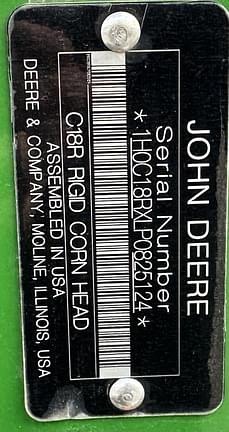 JOHN DEERE
Serial Number
*1H0C18RXLP0825124*
C18R RIGID CORN HEAD
ASSEMBLED IN USA
DEERE & COMPANY, MOLINE, ILLINOIS, USA